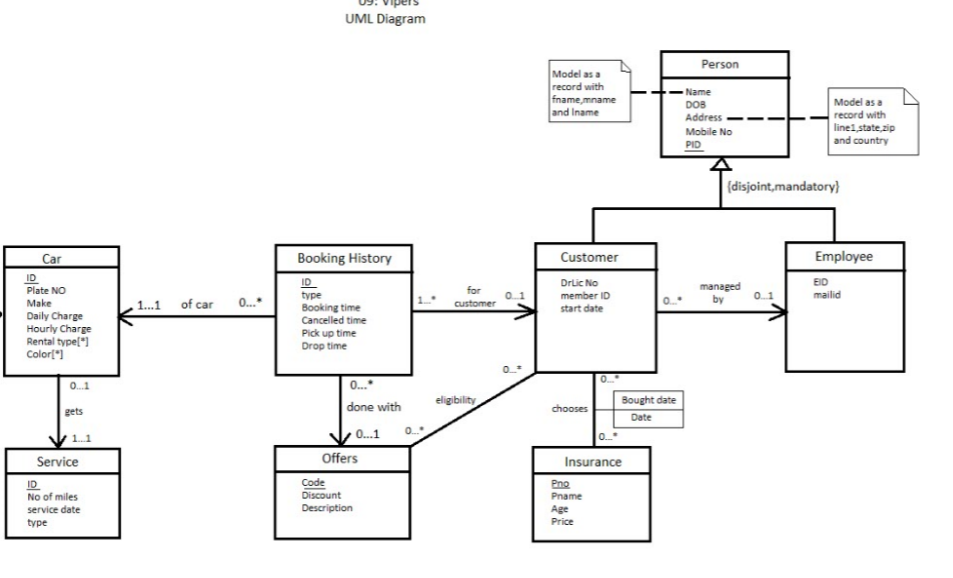 09: Vipers
UML Diagram
Person
Name
DOB
Address
Mobile No
PID
Model as a
record with
fname,mname
and lname
Model as a
record with
line1,state,zip
and country
{disjoint,mandatory}
Car
ID
Plate NO
Make
Daily Charge
Hourly Charge
Rental type[*]
Color[*]
1...1
of car
0...*
Booking History
ID
type
Booking time
Cancelled time
Pick up time
Drop time
1..*
for
customer
0..1
Customer
DrLic No
member ID
start date
0...*
managed
by
0..1
Employee
EID
mailid
0...1
gets
1...1
0...*
done with
0...1
0...*
eligibility
0...*
0...*
chooses
Bought date
Date
0...*
Service
ID
No of miles
service date
type
Offers
Code
Discount
Description
Insurance
Pno
Pname
Age
Price